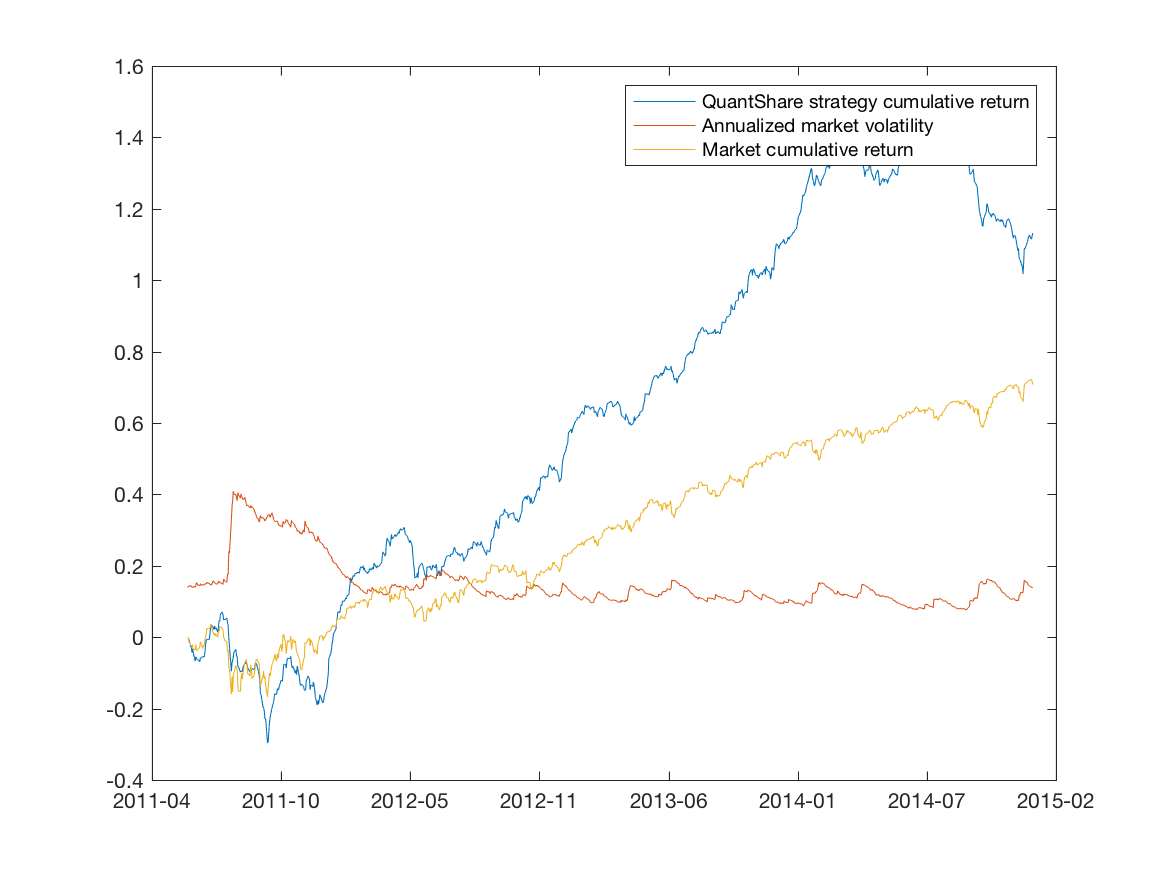 1.6
QuantShare strategy cumulative return
Annualized market volatility
Market cumulative return
1.4
1.2
1
0.8
0.6
0.4
0.2
0
-0.2
-0.4
2011-04 2011-10 2012-05 2012-11 2013-06 2014-01 2014-07 2015-02